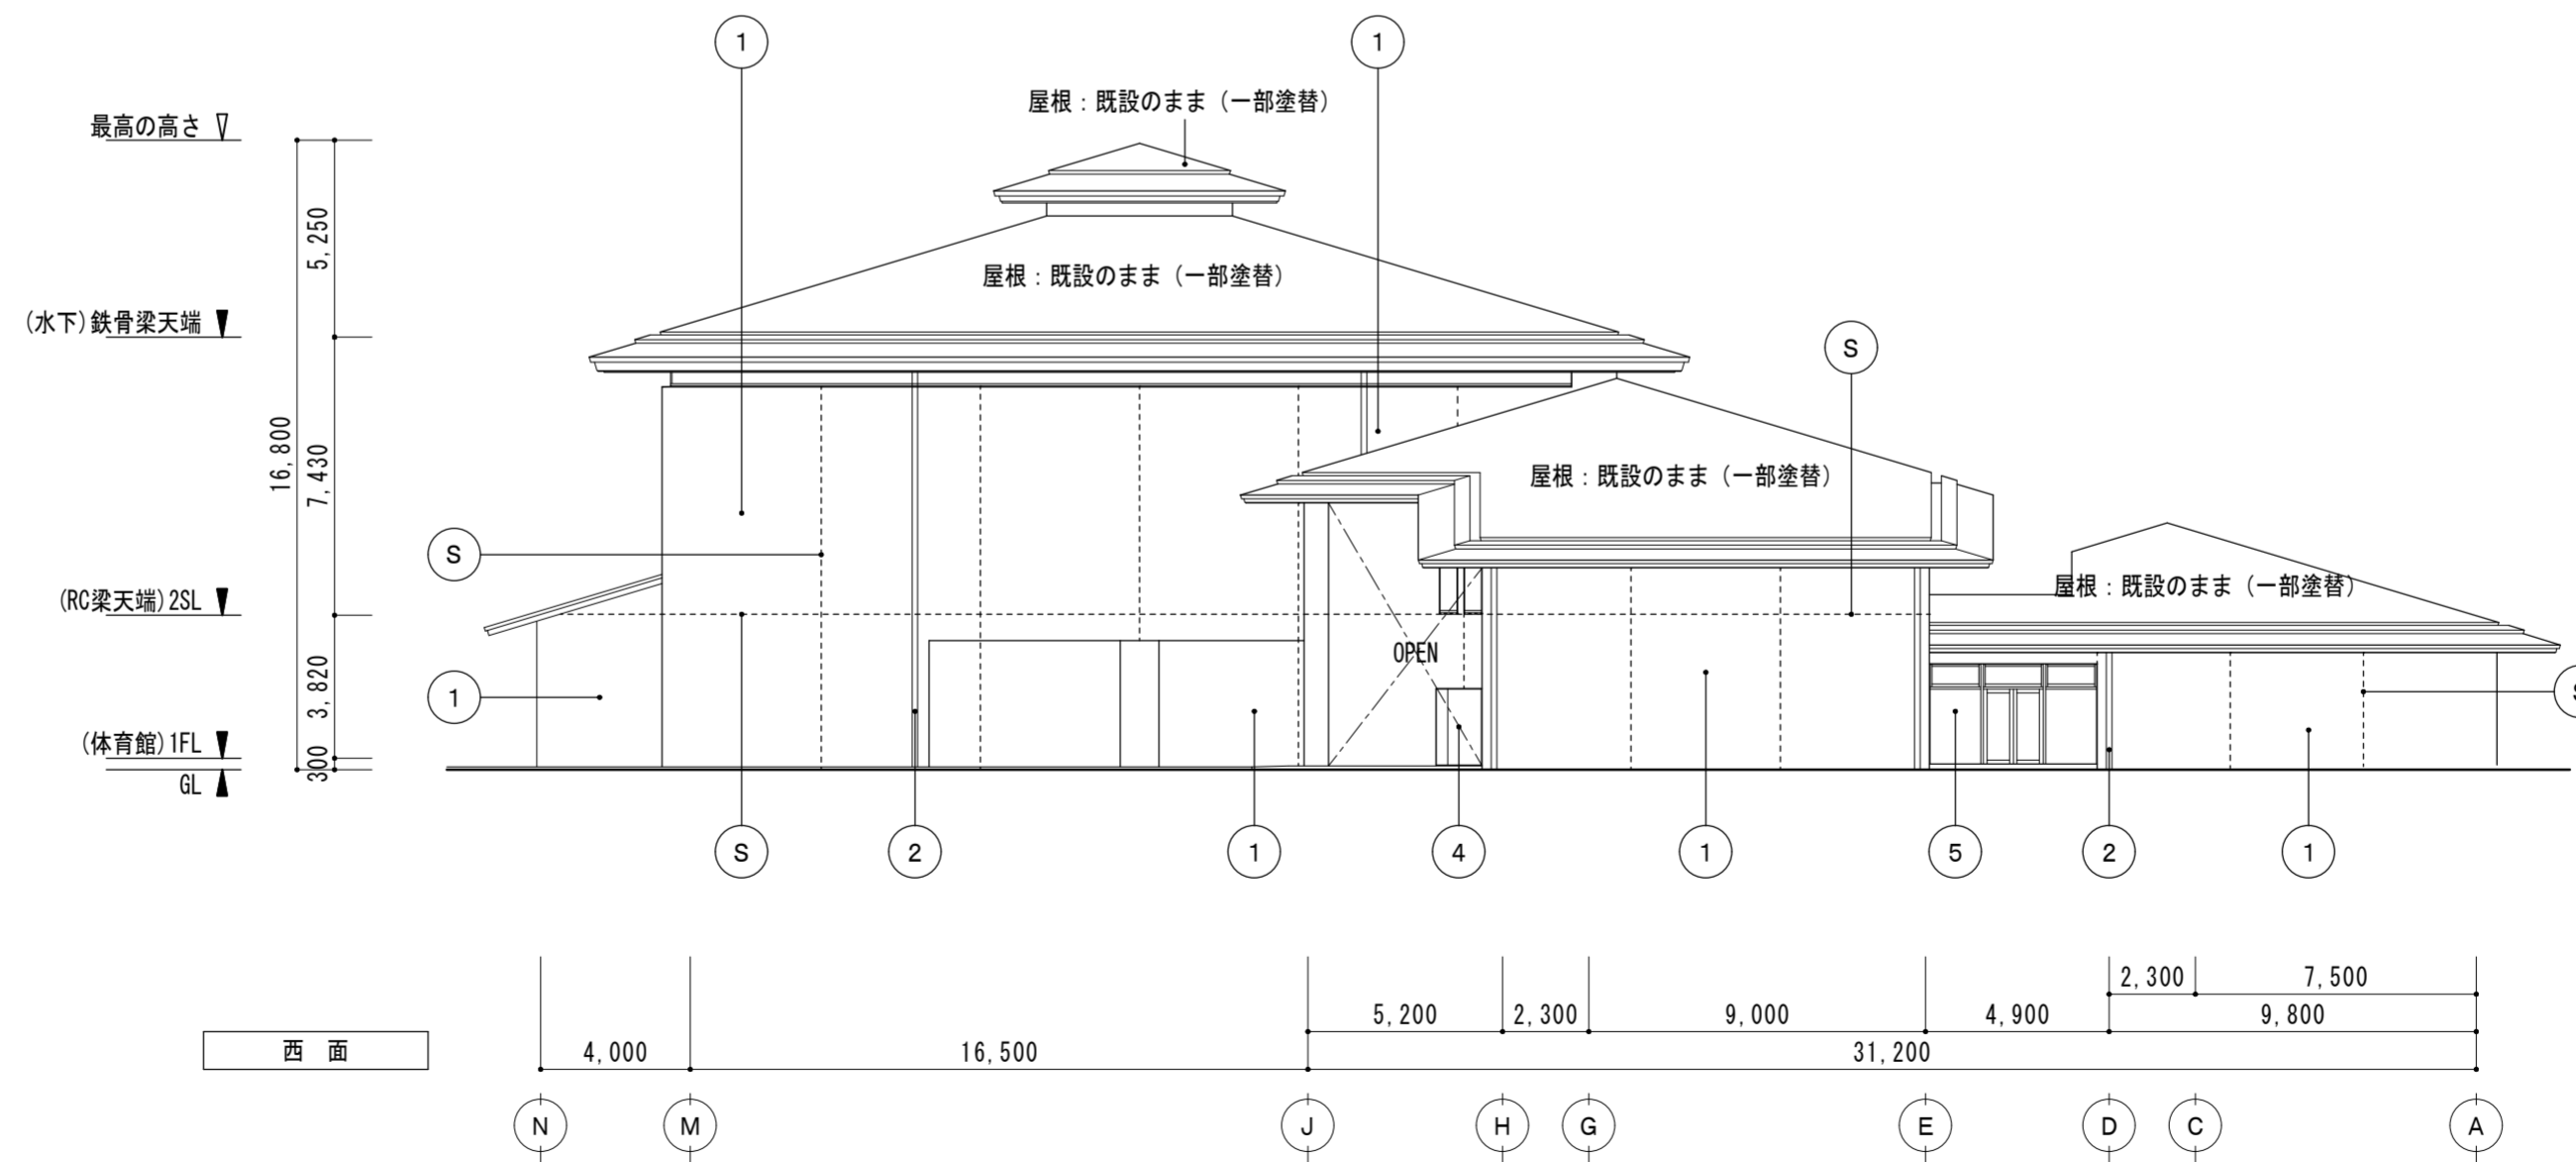 1
1
屋根：既設のまま（一部塗替）
最高の高さ
5,250
屋根：既設のまま（一部塗替）
(水下)鉄骨梁天端
S
16,800
7,430
屋根：既設のまま（一部塗替）
S
(RC梁天端)2SL
屋根：既設のまま（一部塗替）
OPEN
3,820
1
(体育館)1FL
300
GL
S
2
1
4
1
5
2
1
2,300
7,500
5,200
2,300
9,000
4,900
9,800
西 面
4,000
16,500
31,200
N
M
J
H
G
E
D
C
A